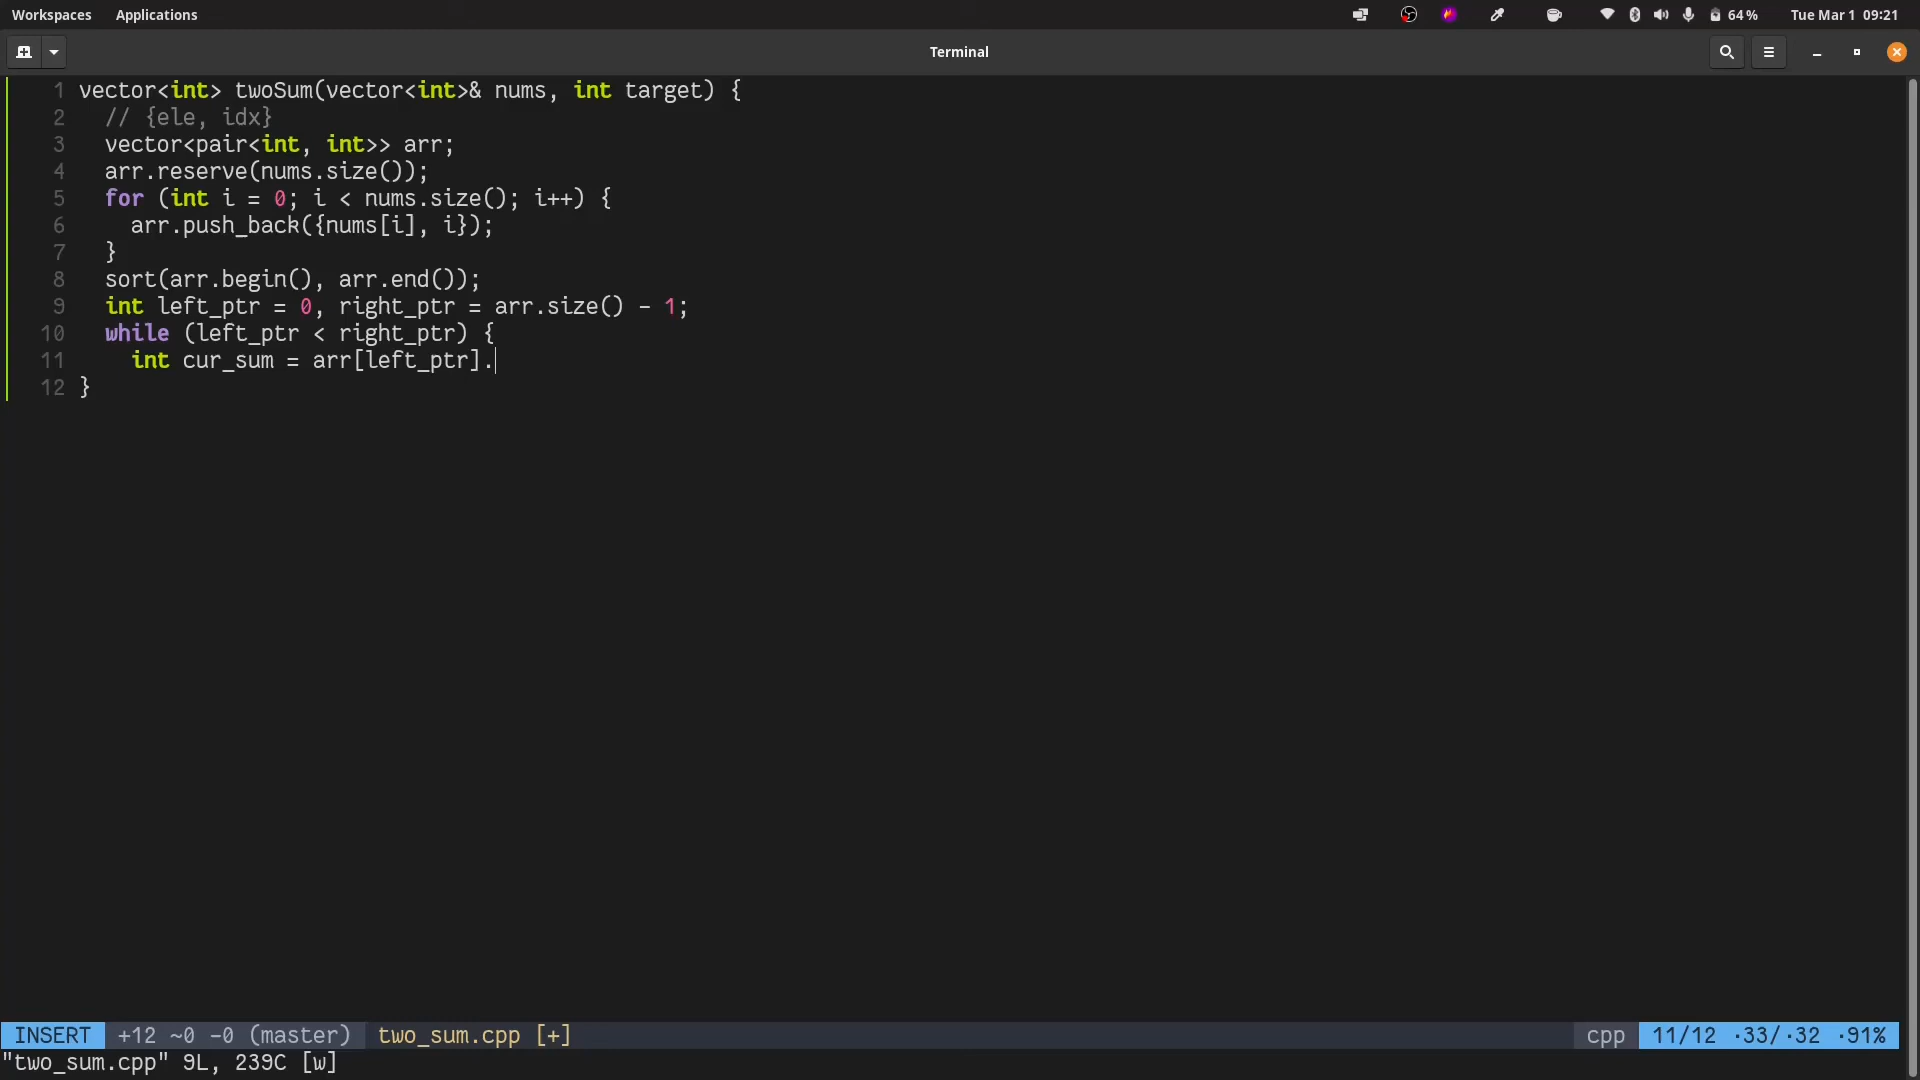 Workspaces Applications 64% Tue Mar 1 09:21
Terminal
1 vector<int> twoSum(vector<int>& nums, int target) {
2 // {ele, idx}
3 vector<pair<int, int>> arr;
4 arr.reserve(nums.size());
5 for (int i = 0; i < nums.size(); i++) {
6 arr.push_back({nums[i], i});
7 }
8 sort(arr.begin(), arr.end());
9 int left_ptr = 0, right_ptr = arr.size() - 1;
10 while (left_ptr < right_ptr) {
11 int cur_sum = arr[left_ptr].
12 }
INSERT +12 ~0 -0 (master) two_sum.cpp [+] cpp 11/12 ·33/·32 ·91%
"two_sum.cpp" 9L, 239C [w]